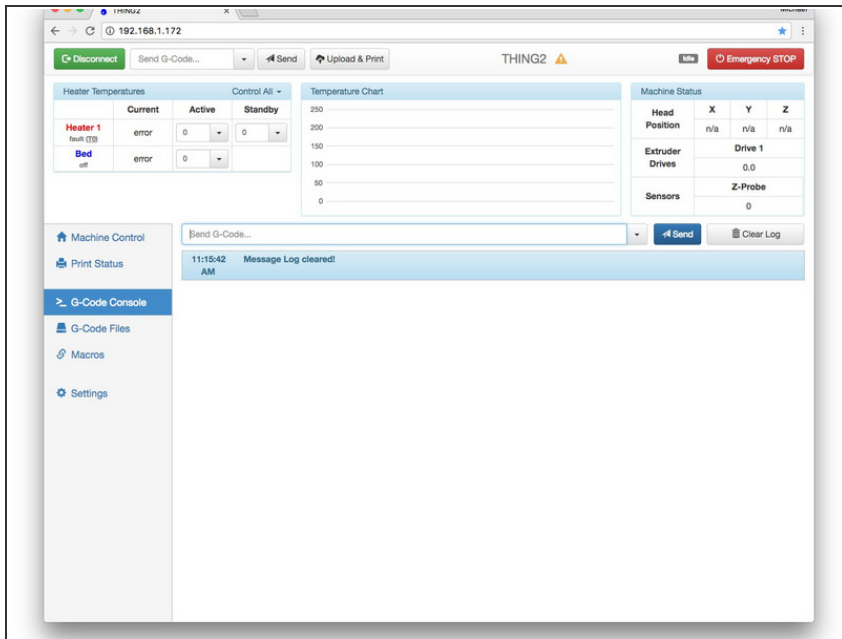 THING2
Michael
192.168.1.172
Disconnect Send G-Code... Send Upload & Print THING2 Idle Emergency STOP
Heater Temperatures Control All
Current Active Standby
Heater 1
fault (T0)
error 0 0
Bed
off
error 0
Temperature Chart
250
200
150
100
50
0
Machine Status
Head Position X Y Z
n/a n/a n/a
Extruder Drives Drive 1
0.0
Sensors Z-Probe
0
Machine Control
Print Status
G-Code Console
G-Code Files
Macros
Settings
Send G-Code... Send Clear Log
11:15:42 AM Message Log cleared!